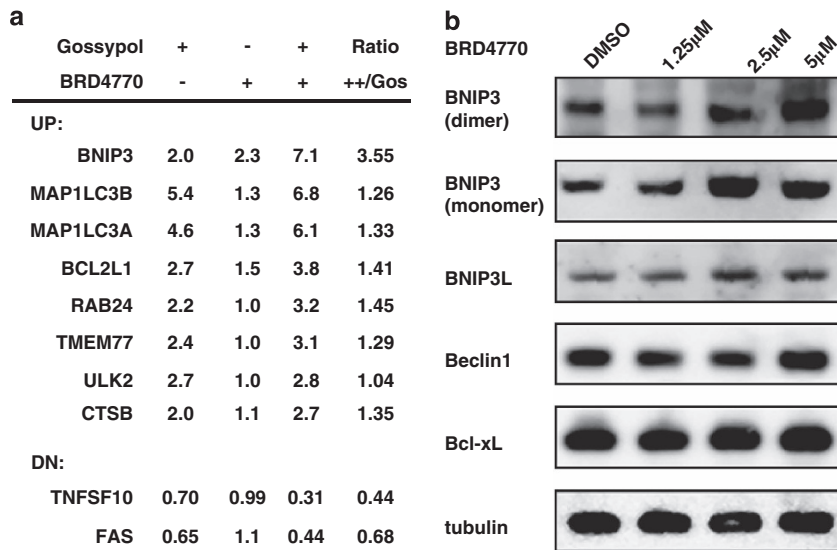 a
Gossypol + - + Ratio
BRD4770 - + + ++/Gos
UP:
BNIP3 2.0 2.3 7.1 3.55
MAP1LC3B 5.4 1.3 6.8 1.26
MAP1LC3A 4.6 1.3 6.1 1.33
BCL2L1 2.7 1.5 3.8 1.41
RAB24 2.2 1.0 3.2 1.45
TMEM77 2.4 1.0 3.1 1.29
ULK2 2.7 1.0 2.8 1.04
CTSB 2.0 1.1 2.7 1.35
DN:
TNFSF10 0.70 0.99 0.31 0.44
FAS 0.65 1.1 0.44 0.68
b
BRD4770 DMSO 1.25µM 2.5µM 5µM
BNIP3
(dimer)
BNIP3
(monomer)
BNIP3L
Beclin1
Bcl-xL
tubulin